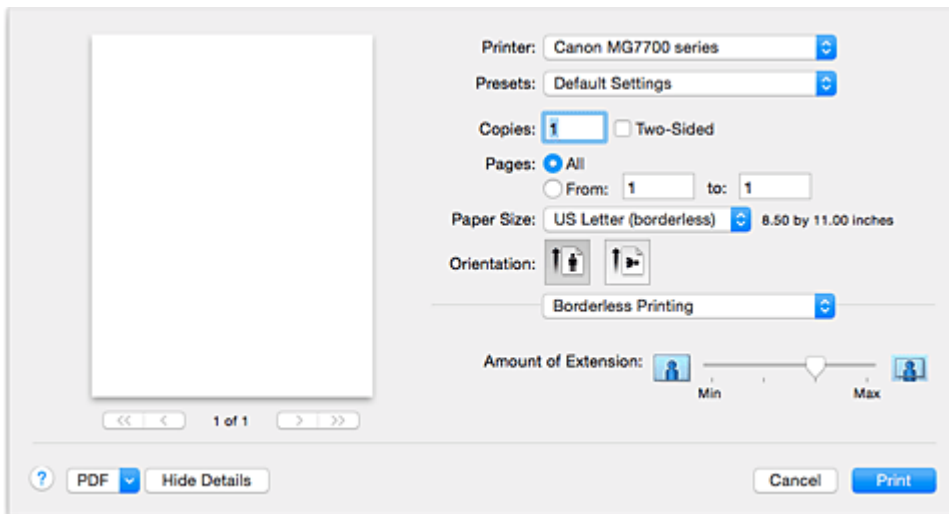 Printer: Canon MG7700 series
Presets: Default Settings
Copies: 1 Two-Sided
Pages: All
From: 1 to: 1
Paper Size: US Letter (borderless) 8.50 by 11.00 inches
Orientation:
Borderless Printing
Amount of Extension:
Min Max
<< < 1 of 1 > >>
? PDF Hide Details Cancel Print